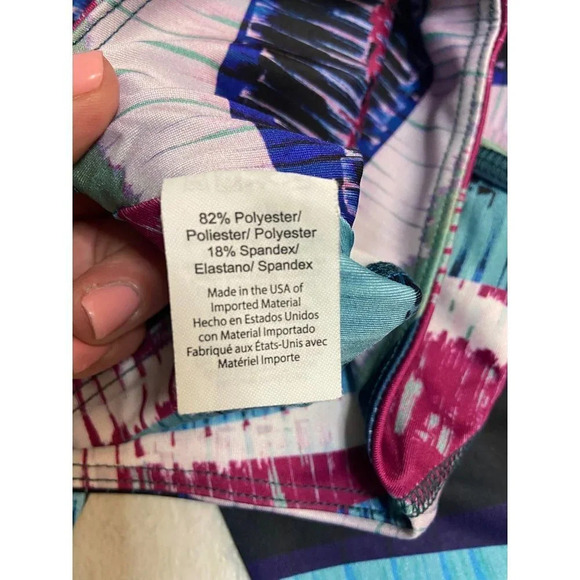 82% Polyester/
Poliester/ Polyester
18% Spandex/
Elastano/ Spandex
Made in the USA of
Imported Material
Hecho en Estados Unidos
con Material Importado
Fabriqué aux États-Unis avec
Matériel Importe